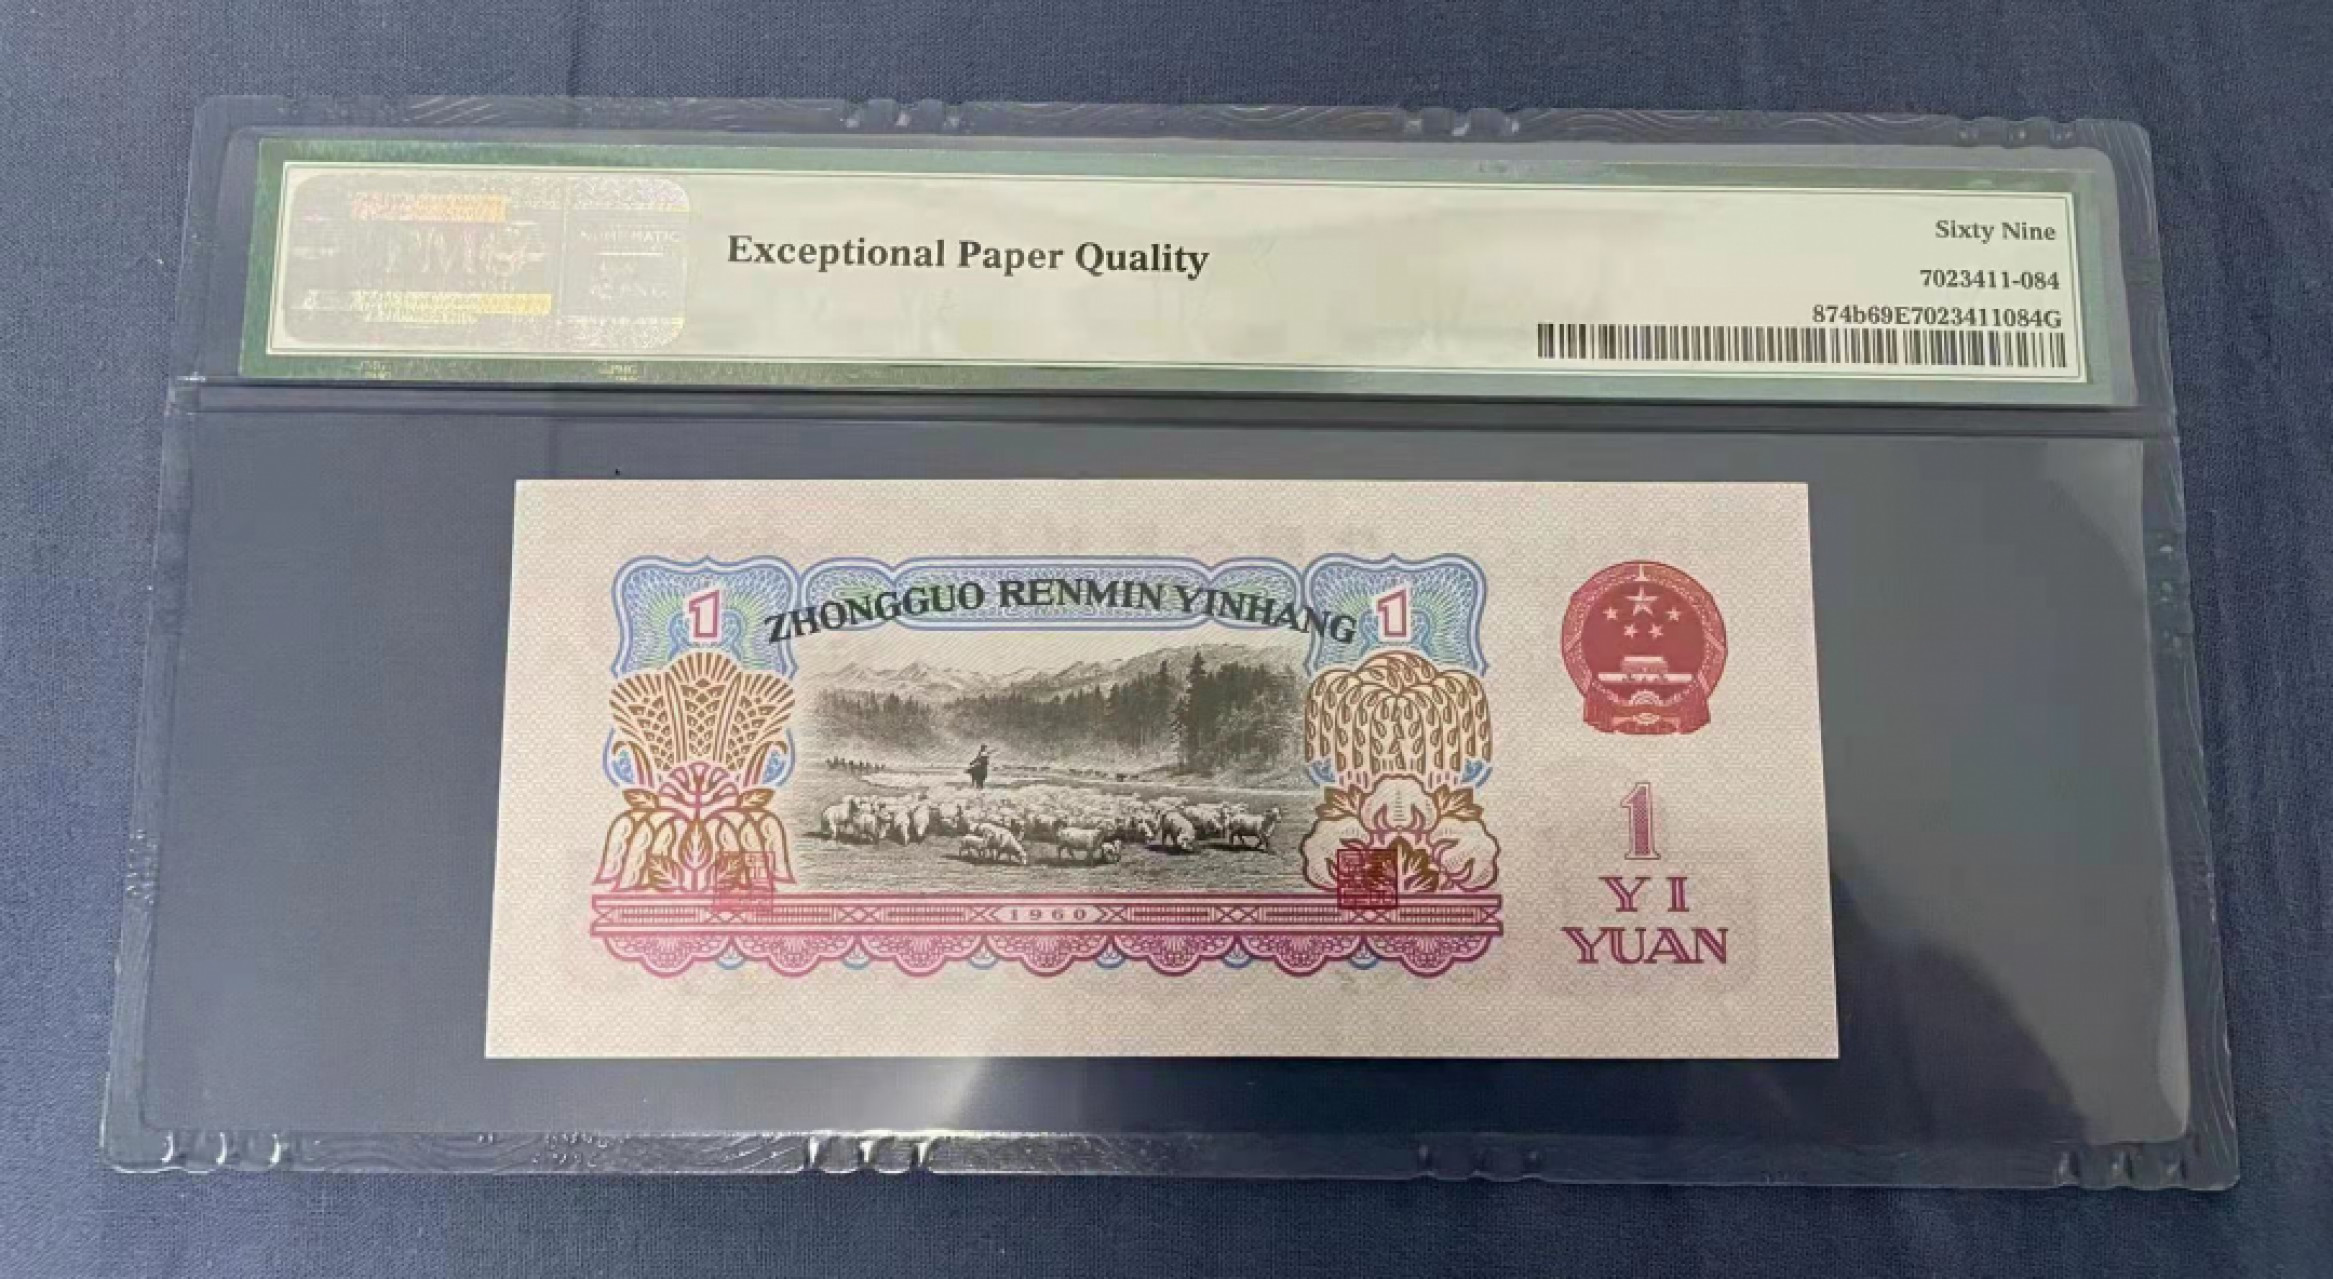 Exceptional Paper Quality
Sixty Nine
7023411-084
874b69E7023411084G
1 ZHONGGUO RENMIN YINHANG 1
1960
1
YI
YUAN